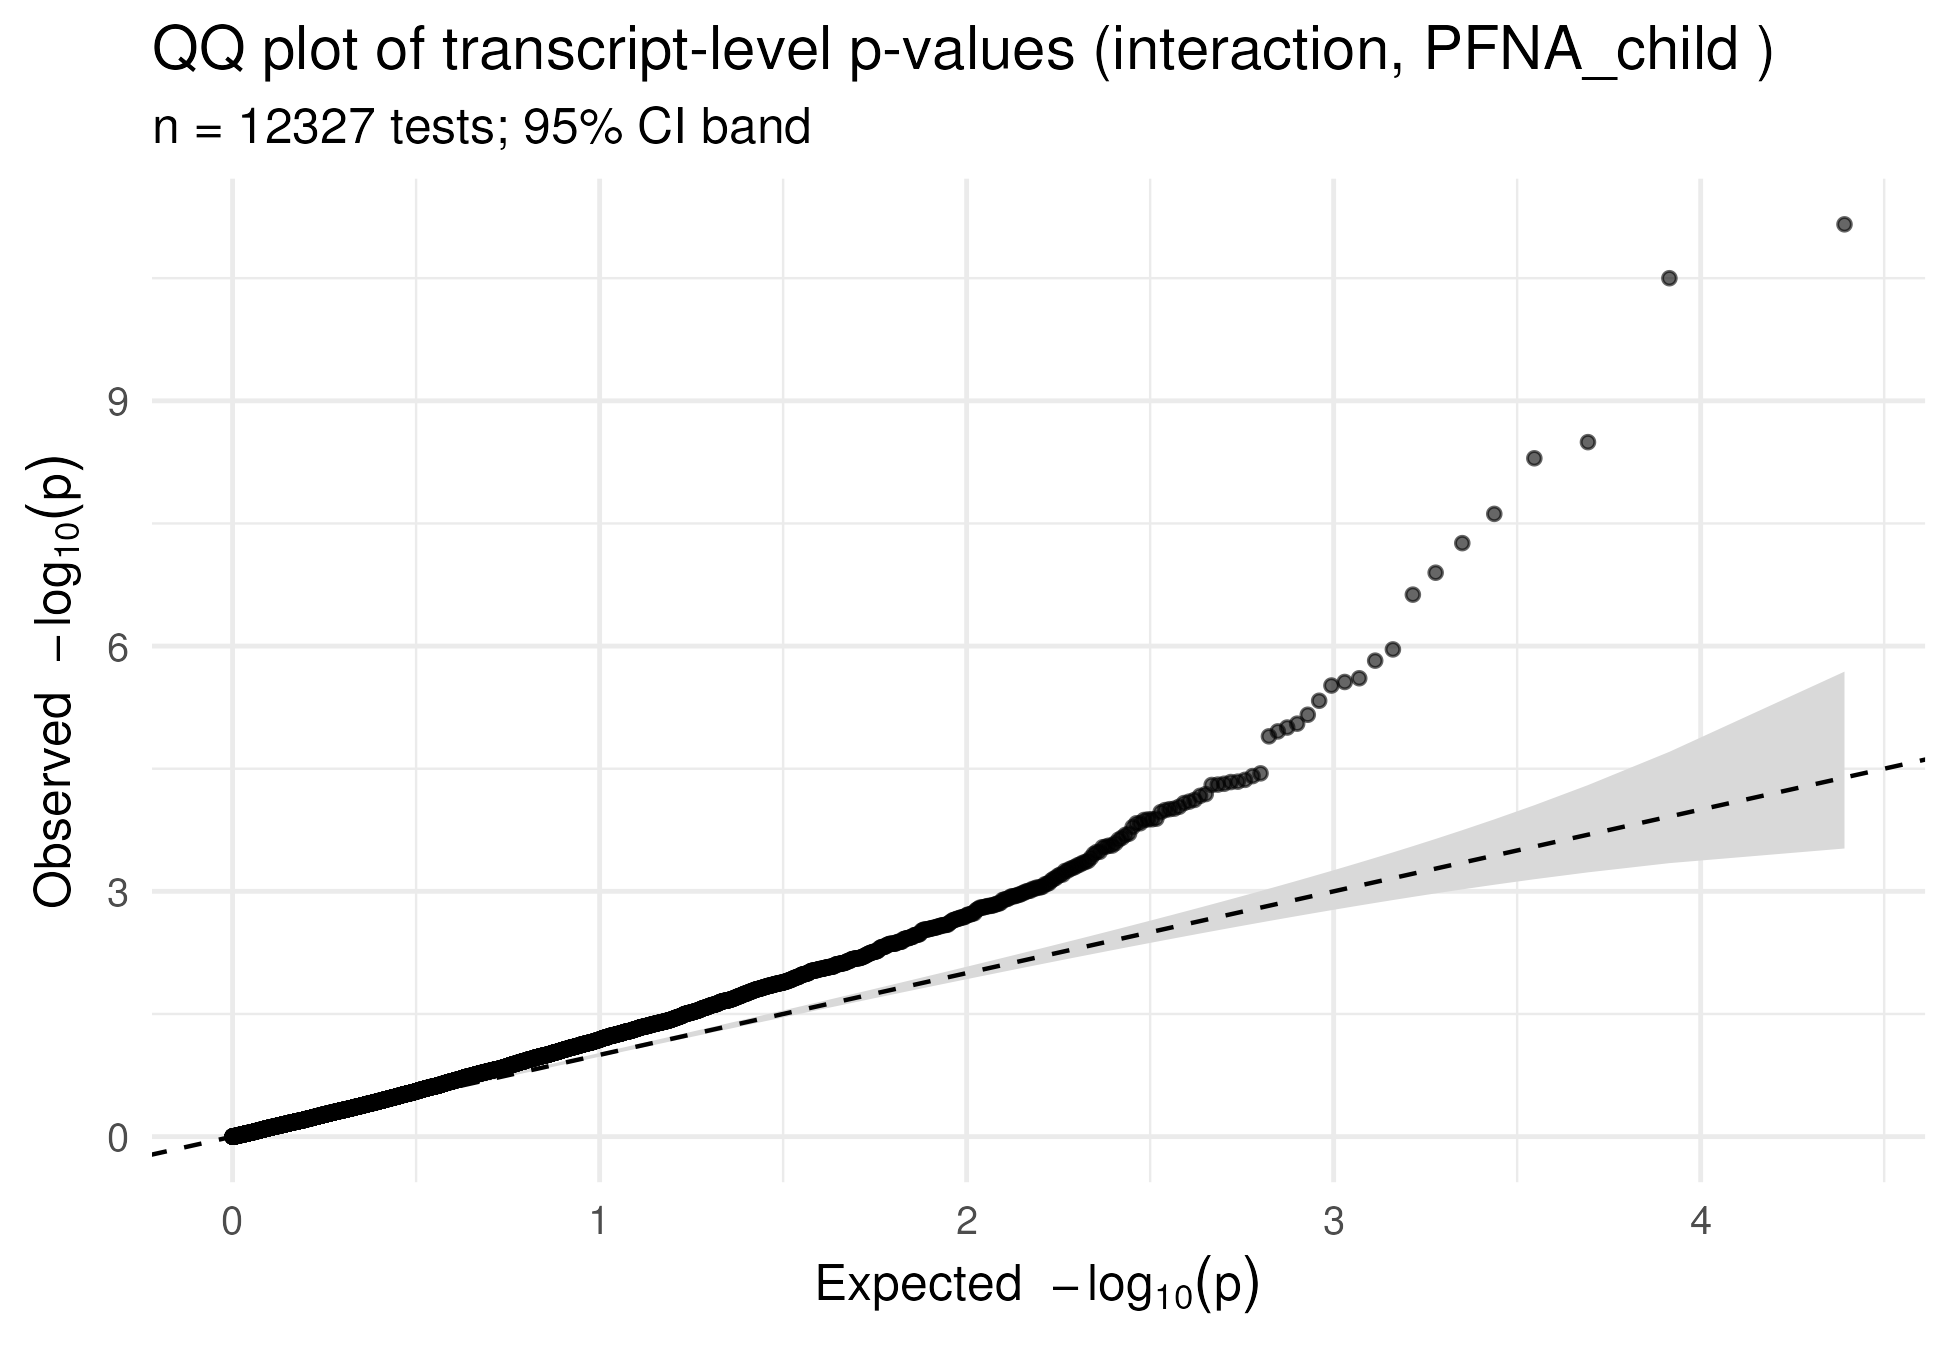 QQ plot of transcript-level p-values (interaction, PFNA_child )
n = 12327 tests; 95% CI band
Observed −log₁₀(p)
9
6
3
0
0 1 2 3 4
Expected −log₁₀(p)